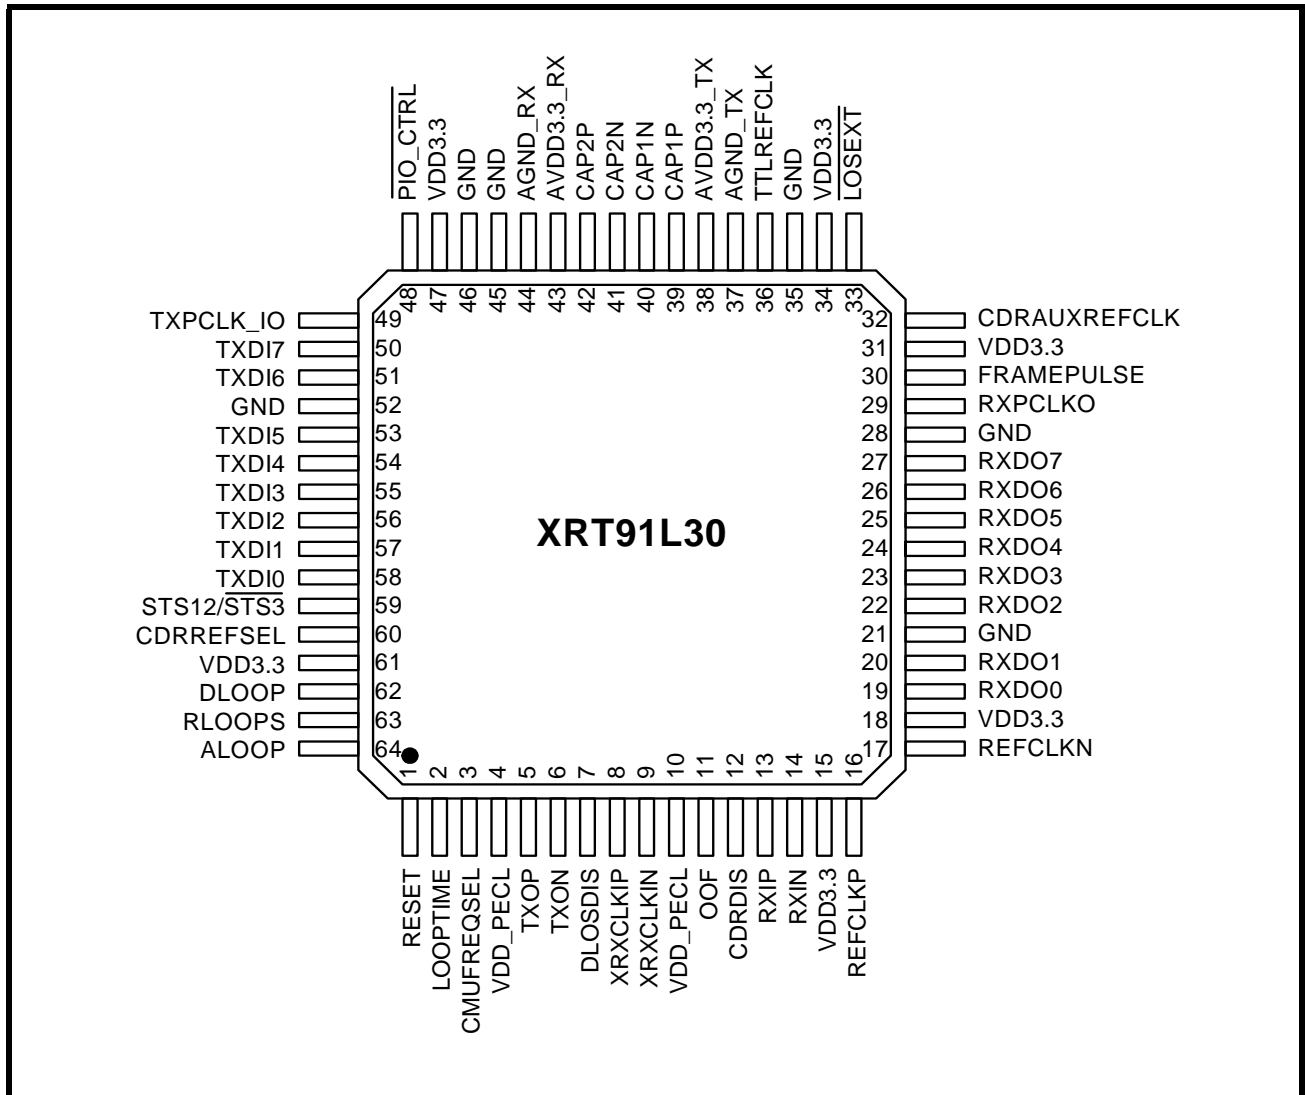 PIO_CTRL
VDD3.3
GND
GND
AGND_RX
AVDD3.3_RX
CAP2P
CAP2N
CAP1N
CAP1P
AVDD3.3_TX
AGND_TX
TTLREFCLK
GND
VDD3.3
LOSEXT
48
47
46
45
44
43
42
41
40
39
38
37
36
35
34
33
TXPCLK_IO 49
TXDI7 50
TXDI6 51
GND 52
TXDI5 53
TXDI4 54
TXDI3 55
TXDI2 56
TXDI1 57
TXDI0 58
STS12/STS3 59
CDRREFSEL 60
VDD3.3 61
DLOOP 62
RLOOPS 63
ALOOP 64
XRT91L30
32 CDRAUXREFCLK
31 VDD3.3
30 FRAMEPULSE
29 RXPCLKO
28 GND
27 RXDO7
26 RXDO6
25 RXDO5
24 RXDO4
23 RXDO3
22 RXDO2
21 GND
20 RXDO1
19 RXDO0
18 VDD3.3
17 REFCLKN
1
2
3
4
5
6
7
8
9
10
11
12
13
14
15
16
RESET
LOOPTIME
CMUFREQSEL
VDD_PECL
TXOP
TXON
DLOSDIS
XRXCLKIP
XRXCLKIN
VDD_PECL
OOF
CDRDIS
RXIP
RXIN
VDD3.3
REFCLKP